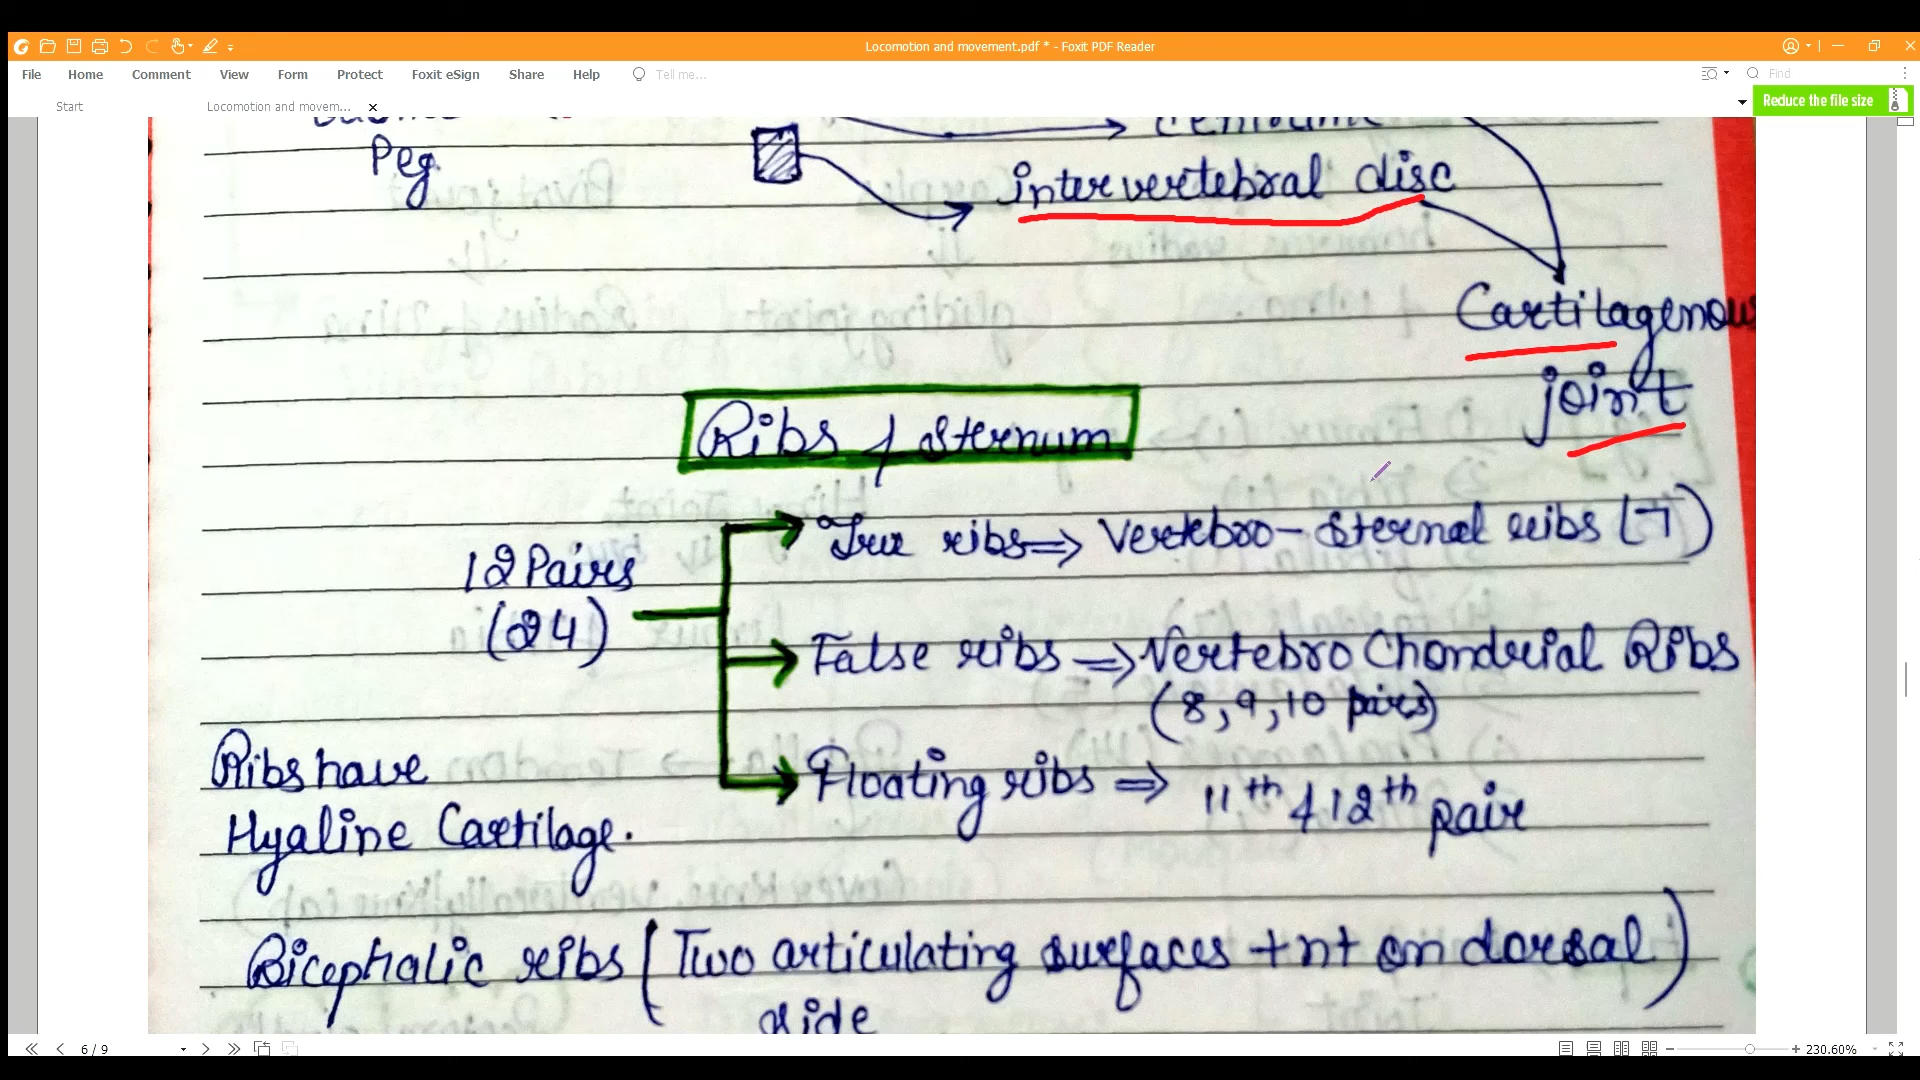 Locomotion and movement.pdf * - Foxit PDF Reader
File Home Comment View Form Protect Foxit eSign Share Help Tell me... Find
Start Locomotion and movem... Reduce the file size
Peg
intervertebral disc
Cartilagenous
joint
Ribs & Sternum
True ribs ⇒ Vertebro-Sternal ribs (7)
12 Pairs
(24)
False ribs ⇒ Vertebro Chondrial Ribs
(8,9,10 pairs)
Floating ribs ⇒ 11th & 12th pair
Ribs have
Hyaline Cartilage.
Bicephalic ribs (Two articulating surfaces +nt on dorsal)
side
6 / 9 230.60%